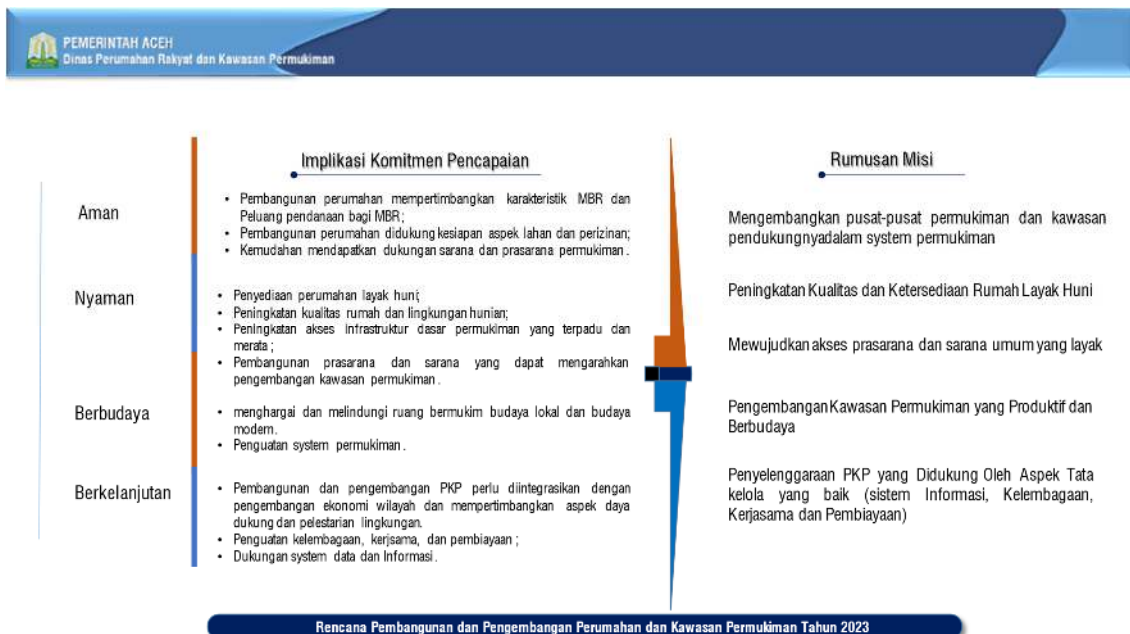 PEMERINTAH ACEH
Dinas Perumahan Rakyat dan Kawasan Permukiman
Implikasi Komitmen Pencapaian
Rumusan Misi
Aman
• Pembangunan perumahan mempertimbangkan karakteristik MBR dan
Peluang pendanaan bagi MBR;
• Pembangunan perumahan didukung kesiapan aspek lahan dan perizinan;
• Kemudahan mendapatkan dukungan sarana dan prasarana permukiman .
Nyaman
• Penyediaan perumahan layak huni;
• Peningkatan kualitas rumah dan lingkungan hunian;
• Peningkatan akses infrastruktur dasar permukiman yang terpadu dan
merata ;
• Pembangunan prasarana dan sarana yang dapat mengarahkan
pengembangan kawasan permukiman .
Berbudaya
• menghargai dan melindungi ruang bermukim budaya lokal dan budaya
modern.
• Penguatan system permukiman .
Berkelanjutan
• Pembangunan dan pengembangan PKP perlu diintegrasikan dengan
pengembangan ekonomi wilayah dan mempertimbangkan aspek daya
dukung dan pelestarian lingkungan.
• Penguatan kelembagaan, kerjsama, dan pembiayaan ;
• Dukungan system data dan Informasi .
Mengembangkan pusat-pusat permukiman dan kawasan
pendukungnyadalam system permukiman
Peningkatan Kualitas dan Ketersediaan Rumah Layak Huni
Mewujudkan akses prasarana dan sarana umum yang layak
Pengembangan Kawasan Permukiman yang Produktif dan
Berbudaya
Penyelenggaraan PKP yang Didukung Oleh Aspek Tata
kelola yang baik (sistem Informasi, Kelembagaan,
Kerjasama dan Pembiayaan)
Rencana Pembangunan dan Pengembangan Perumahan dan Kawasan Permukiman Tahun 2023